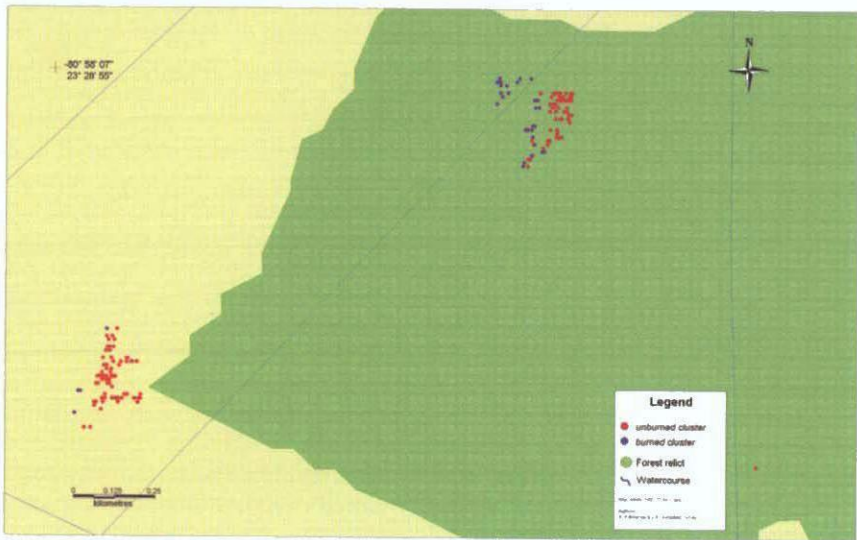 -80° 58' 07"
23° 28' 55"
N
Legend
unburned cluster
burned cluster
Forest relict
Watercourse
0 0,125 0,25
kilometres